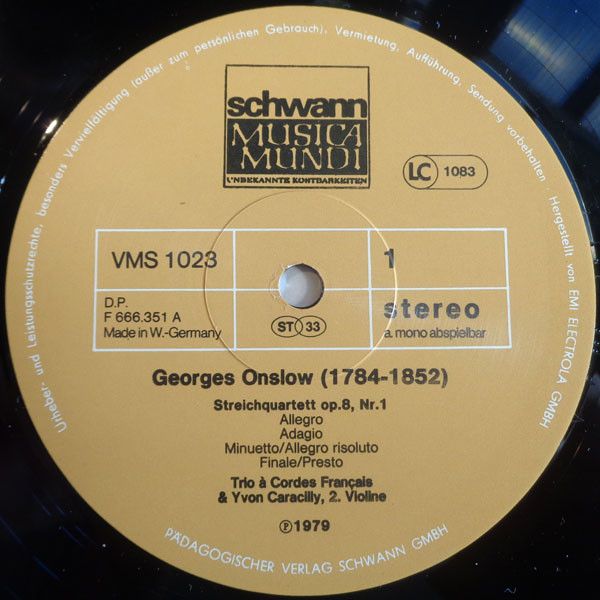 Urheber- und Leistungsschutzrechte, besonders Vervielfältigung (außer zum persönlichen Gebrauch), Vermietung, Aufführung, Sendung vorbehalten. Hergestellt von EMI ELECTROLA GMBH
schwann
MUSICA
MUNDI
UNBEKANNTE KOSTBARKEITEN
LC 1083
VMS 1023
1
D.P.
F 666.351 A
Made in W.-Germany
ST 33
stereo
a. mono abspielbar
Georges Onslow (1784-1852)
Streichquartett op.8, Nr.1
Allegro
Adagio
Minuetto/Allegro risoluto
Finale/Presto
Trio à Cordes Français
& Yvon Caracilly, 2. Violine
Ⓟ1979
PÄDAGOGISCHER VERLAG SCHWANN GMBH